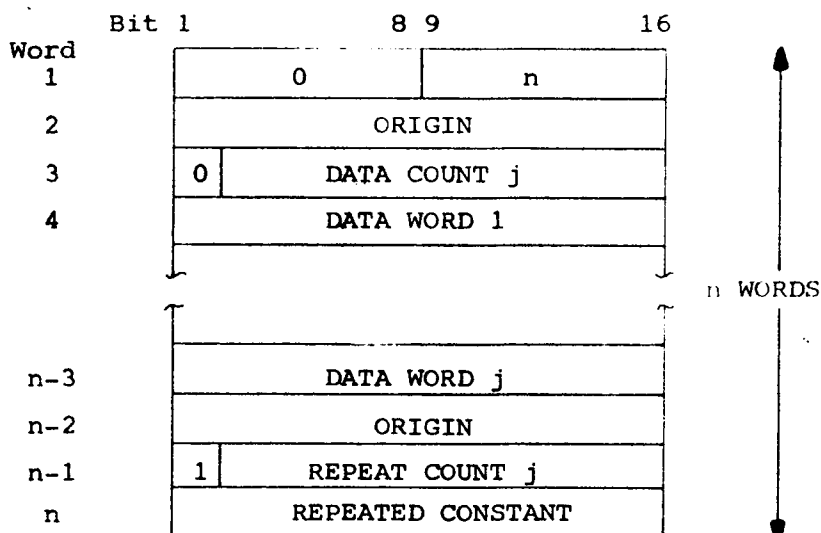 Bit 1 8 9 16
Word
1 0 n
2 ORIGIN
3 0 DATA COUNT j
4 DATA WORD 1
n WORDS
n-3 DATA WORD j
n-2 ORIGIN
n-1 1 REPEAT COUNT j
n REPEATED CONSTANT